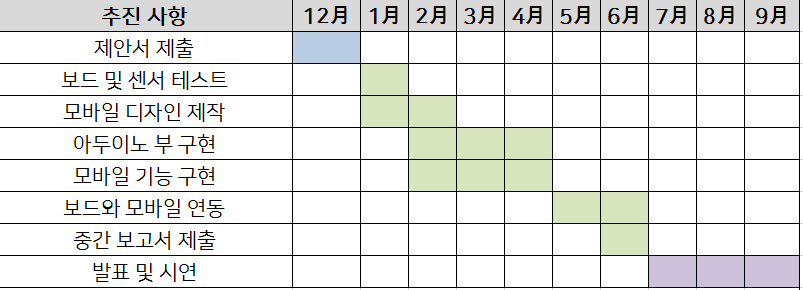 추진 사항 12月 1月 2月 3月 4月 5月 6月 7月 8月 9月
제안서 제출
보드 및 센서 테스트
모바일 디자인 제작
아두이노 부 구현
모바일 기능 구현
보드와 모바일 연동
중간 보고서 제출
발표 및 시연